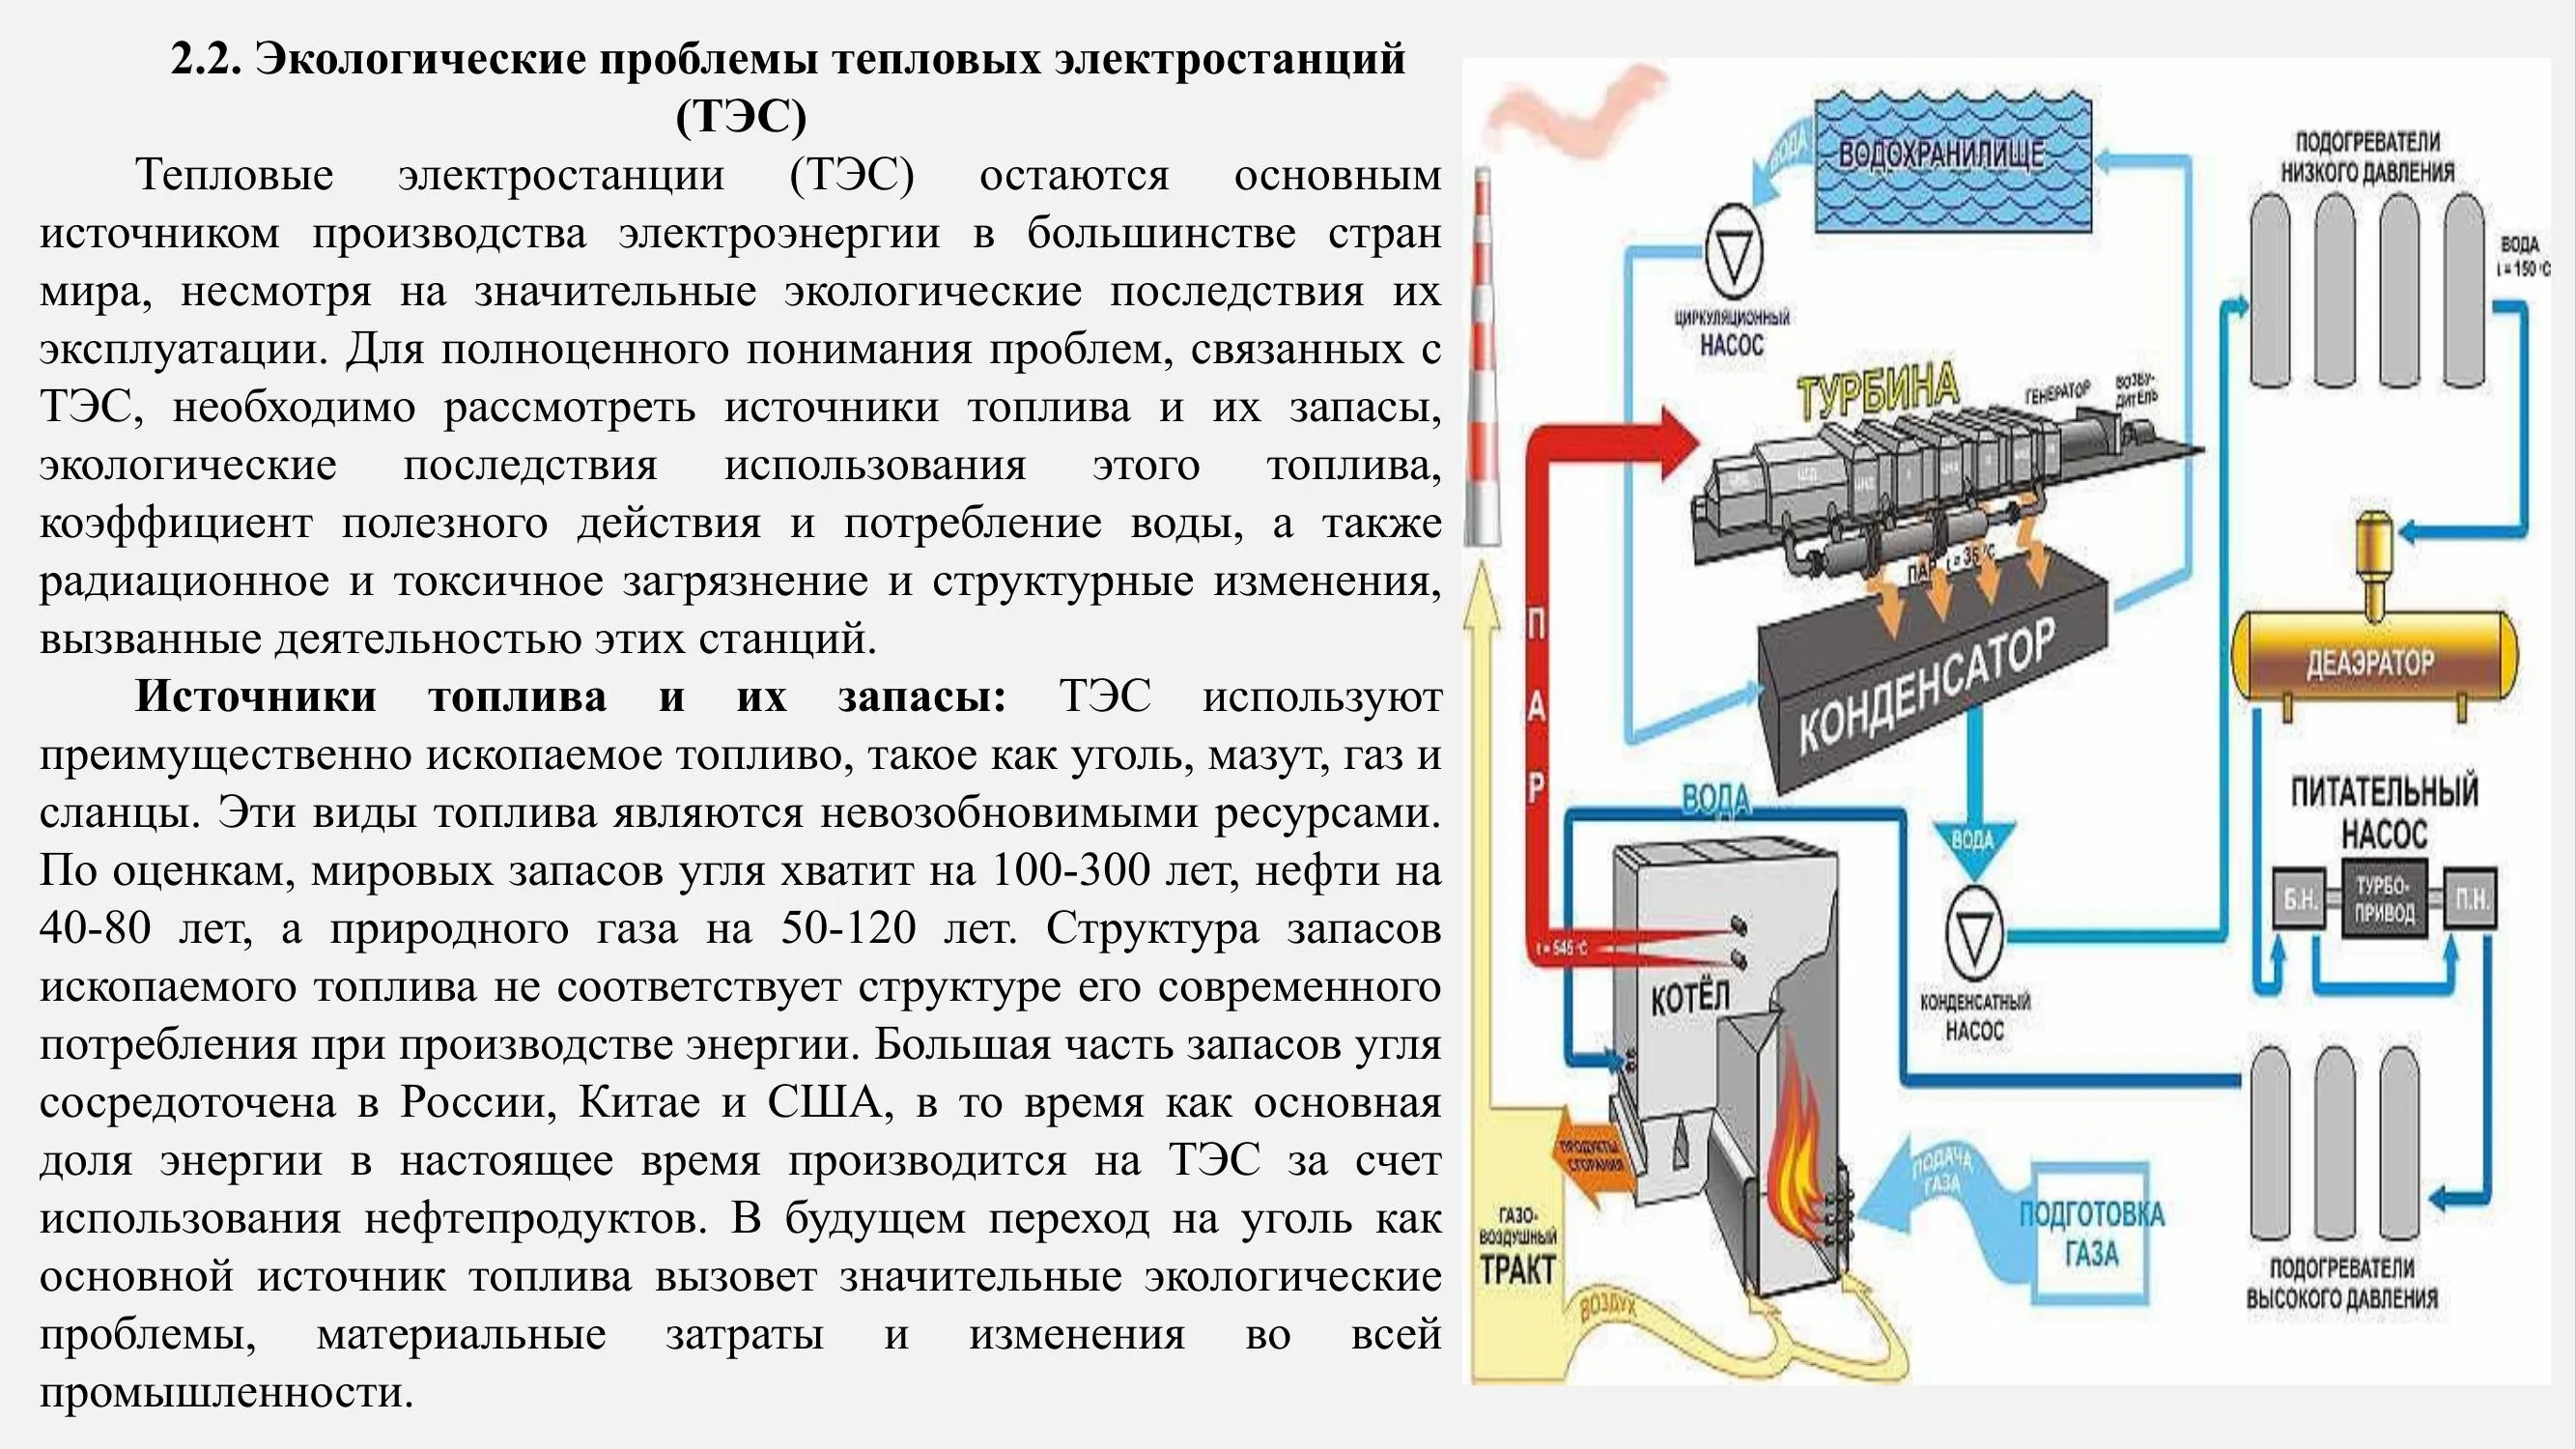 2.2. Экологические проблемы тепловых электростанций
(ТЭС)
Тепловые электростанции (ТЭС) остаются основным
источником производства электроэнергии в большинстве стран
мира, несмотря на значительные экологические последствия их
эксплуатации. Для полноценного понимания проблем, связанных с
ТЭС, необходимо рассмотреть источники топлива и их запасы,
экологические последствия использования этого топлива,
коэффициент полезного действия и потребление воды, а также
радиационное и токсичное загрязнение и структурные изменения,
вызванные деятельностью этих станций.
Источники топлива и их запасы: ТЭС используют
преимущественно ископаемое топливо, такое как уголь, мазут, газ и
сланцы. Эти виды топлива являются невозобновимыми ресурсами.
По оценкам, мировых запасов угля хватит на 100-300 лет, нефти на
40-80 лет, а природного газа на 50-120 лет. Структура запасов
ископаемого топлива не соответствует структуре его современного
потребления при производстве энергии. Большая часть запасов угля
сосредоточена в России, Китае и США, в то время как основная
доля энергии в настоящее время производится на ТЭС за счет
использования нефтепродуктов. В будущем переход на уголь как
основной источник топлива вызовет значительные экологические
проблемы, материальные затраты и изменения во всей
промышленности.
ВОДА
ВОДОХРАНИЛИЩЕ
ПОДОГРЕВАТЕЛИ
НИЗКОГО ДАВЛЕНИЯ
ВОДА
t = 150 °C
ЦИРКУЛЯЦИОННЫЙ
НАСОС
ТУРБИНА
ГЕНЕРАТОР
ВОЗБУ-
ДИТЕЛЬ
ПАР t = 35 °C
ПАР
КОНДЕНСАТОР
ДЕАЭРАТОР
ВОДА
ВОДА
ПИТАТЕЛЬНЫЙ
НАСОС
Б.Н.
ТУРБО-
ПРИВОД
П.Н.
t = 545 °C
КОТЁЛ
КОНДЕНСАТНЫЙ
НАСОС
ПРОДУКТЫ
СГОРАНИЯ
ПОДАЧА
ГАЗА
ПОДГОТОВКА
ГАЗА
ГАЗО-
ВОЗДУШНЫЙ
ТРАКТ
ВОЗДУХ
ПОДОГРЕВАТЕЛИ
ВЫСОКОГО ДАВЛЕНИЯ